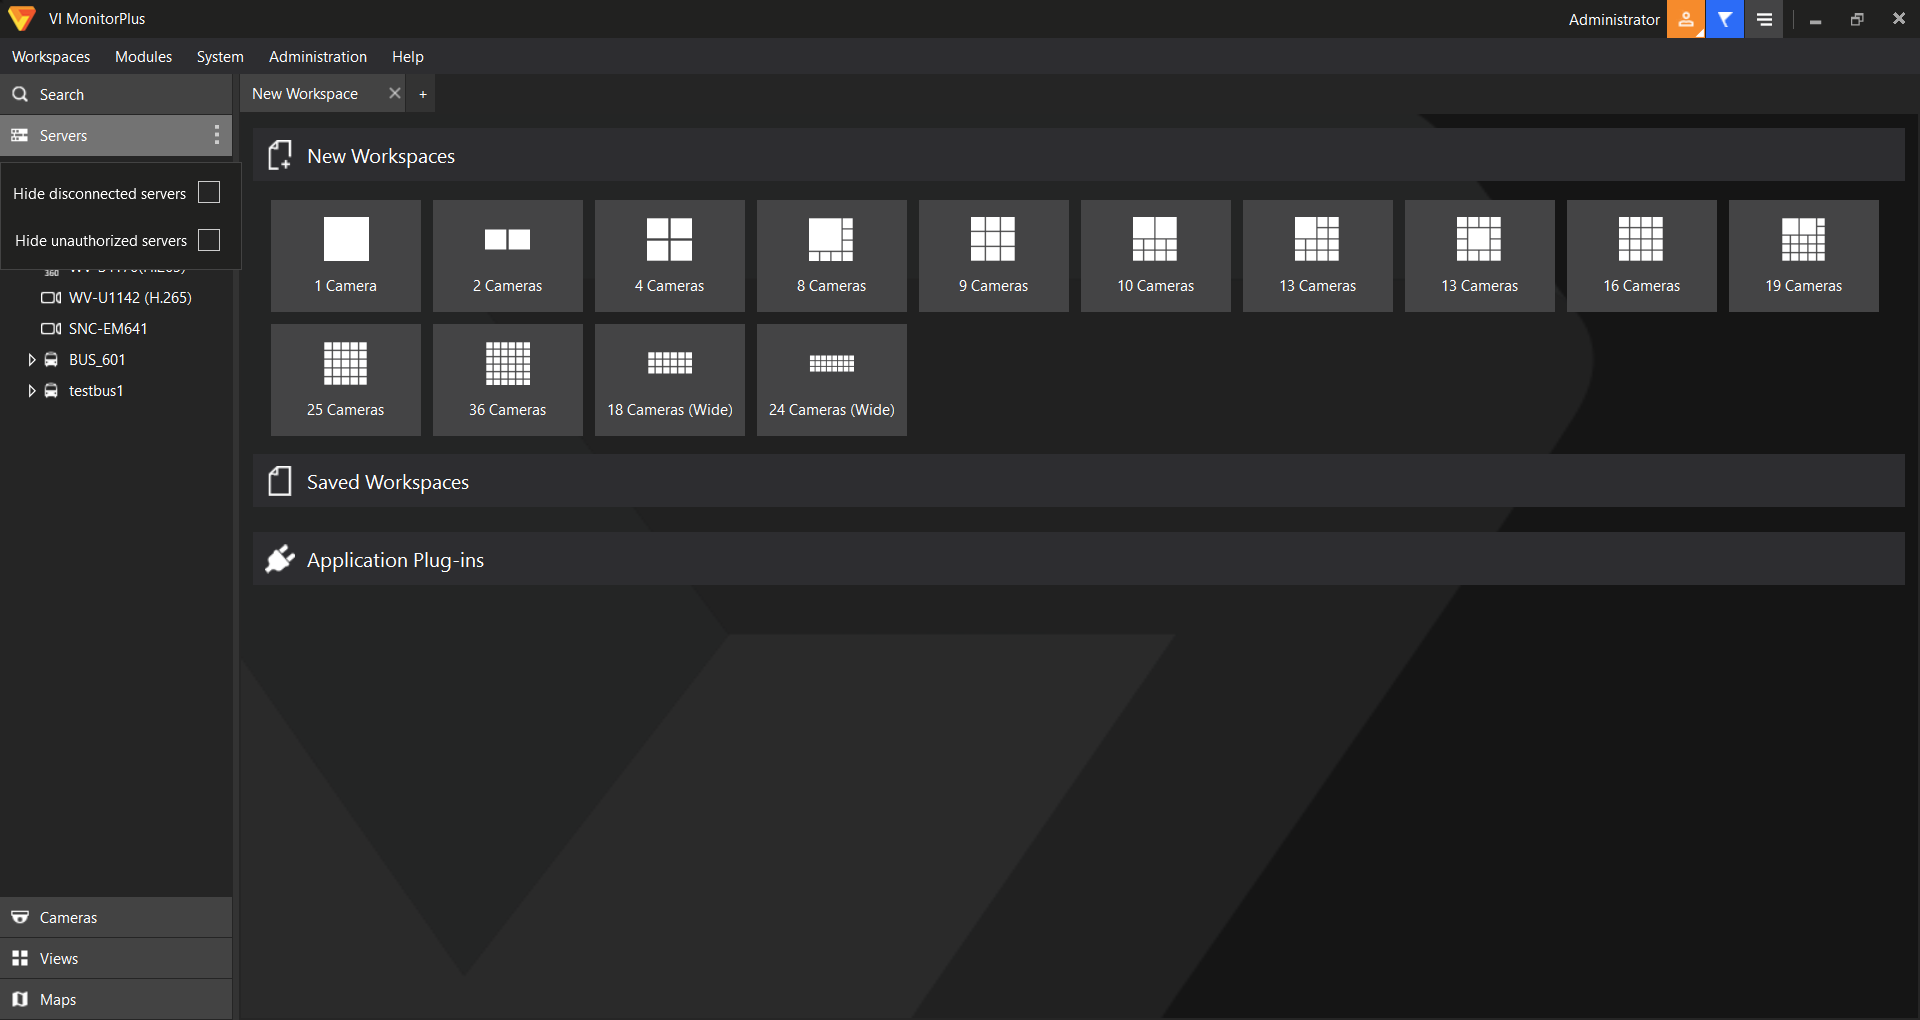 VI MonitorPlus
Administrator
Workspaces Modules System Administration Help
Search
New Workspace
+
Servers
Hide disconnected servers
Hide unauthorized servers
WV-U1142 (H.265)
SNC-EM641
BUS_601
testbus1
New Workspaces
1 Camera
2 Cameras
4 Cameras
8 Cameras
9 Cameras
10 Cameras
13 Cameras
13 Cameras
16 Cameras
19 Cameras
25 Cameras
36 Cameras
18 Cameras (Wide)
24 Cameras (Wide)
Saved Workspaces
Application Plug-ins
Cameras
Views
Maps